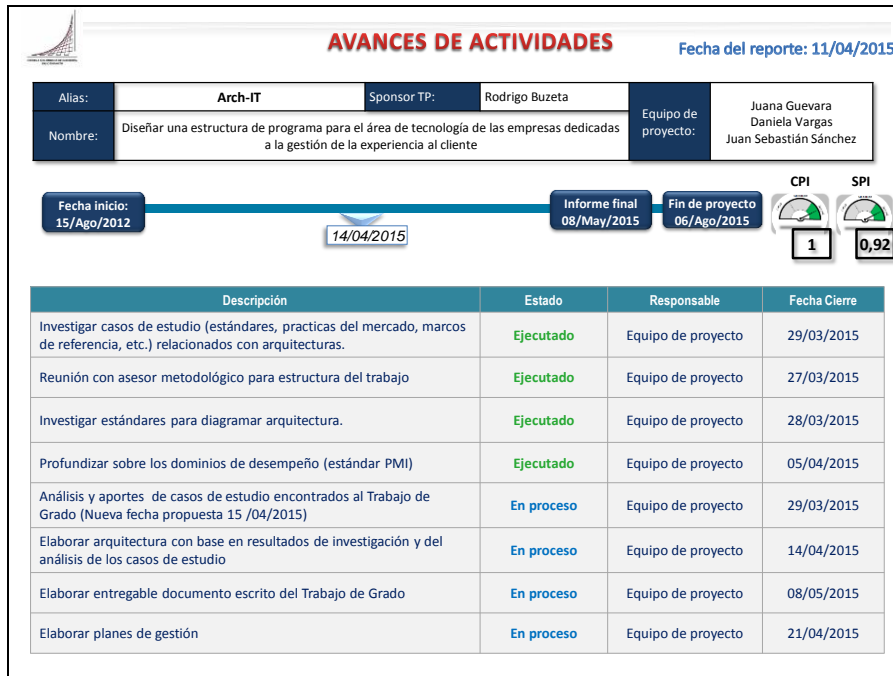 AVANCES DE ACTIVIDADES
Fecha del reporte: 11/04/2015
Alias:
Arch-IT
Sponsor TP:
Rodrigo Buzeta
Nombre:
Diseñar una estructura de programa para el área de tecnología de las empresas dedicadas
a la gestión de la experiencia al cliente
Equipo de
proyecto:
Juana Guevara
Daniela Vargas
Juan Sebastián Sánchez
Fecha inicio:
15/Ago/2012
14/04/2015
Informe final
08/May/2015
Fin de proyecto
06/Ago/2015
CPI
1
SPI
0,92
Descripción Estado Responsable Fecha Cierre
Investigar casos de estudio (estándares, practicas del mercado, marcos
de referencia, etc.) relacionados con arquitecturas.
Ejecutado Equipo de proyecto 29/03/2015
Reunión con asesor metodológico para estructura del trabajo Ejecutado Equipo de proyecto 27/03/2015
Investigar estándares para diagramar arquitectura. Ejecutado Equipo de proyecto 28/03/2015
Profundizar sobre los dominios de desempeño (estándar PMI) Ejecutado Equipo de proyecto 05/04/2015
Análisis y aportes de casos de estudio encontrados al Trabajo de
Grado (Nueva fecha propuesta 15 /04/2015)
En proceso Equipo de proyecto 29/03/2015
Elaborar arquitectura con base en resultados de investigación y del
análisis de los casos de estudio
En proceso Equipo de proyecto 14/04/2015
Elaborar entregable documento escrito del Trabajo de Grado En proceso Equipo de proyecto 08/05/2015
Elaborar planes de gestión En proceso Equipo de proyecto 21/04/2015